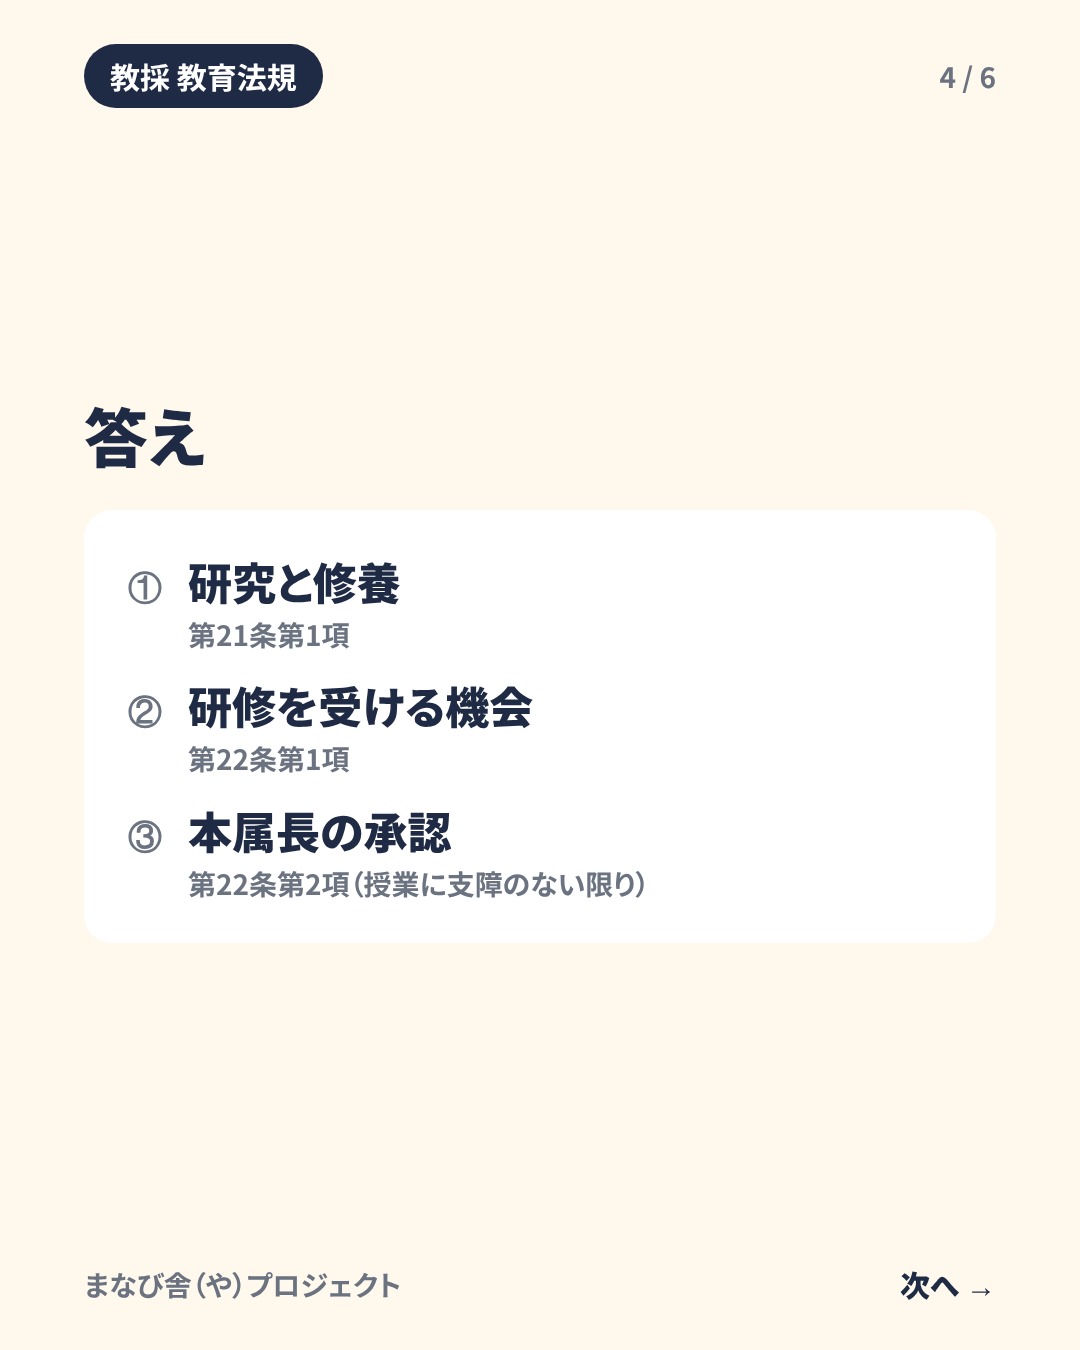 教採 教育法規
4 / 6
答え
① 研究と修養
第21条第1項
② 研修を受ける機会
第22条第1項
③ 本属長の承認
第22条第2項（授業に支障のない限り）
まなび舎（や）プロジェクト
次へ →